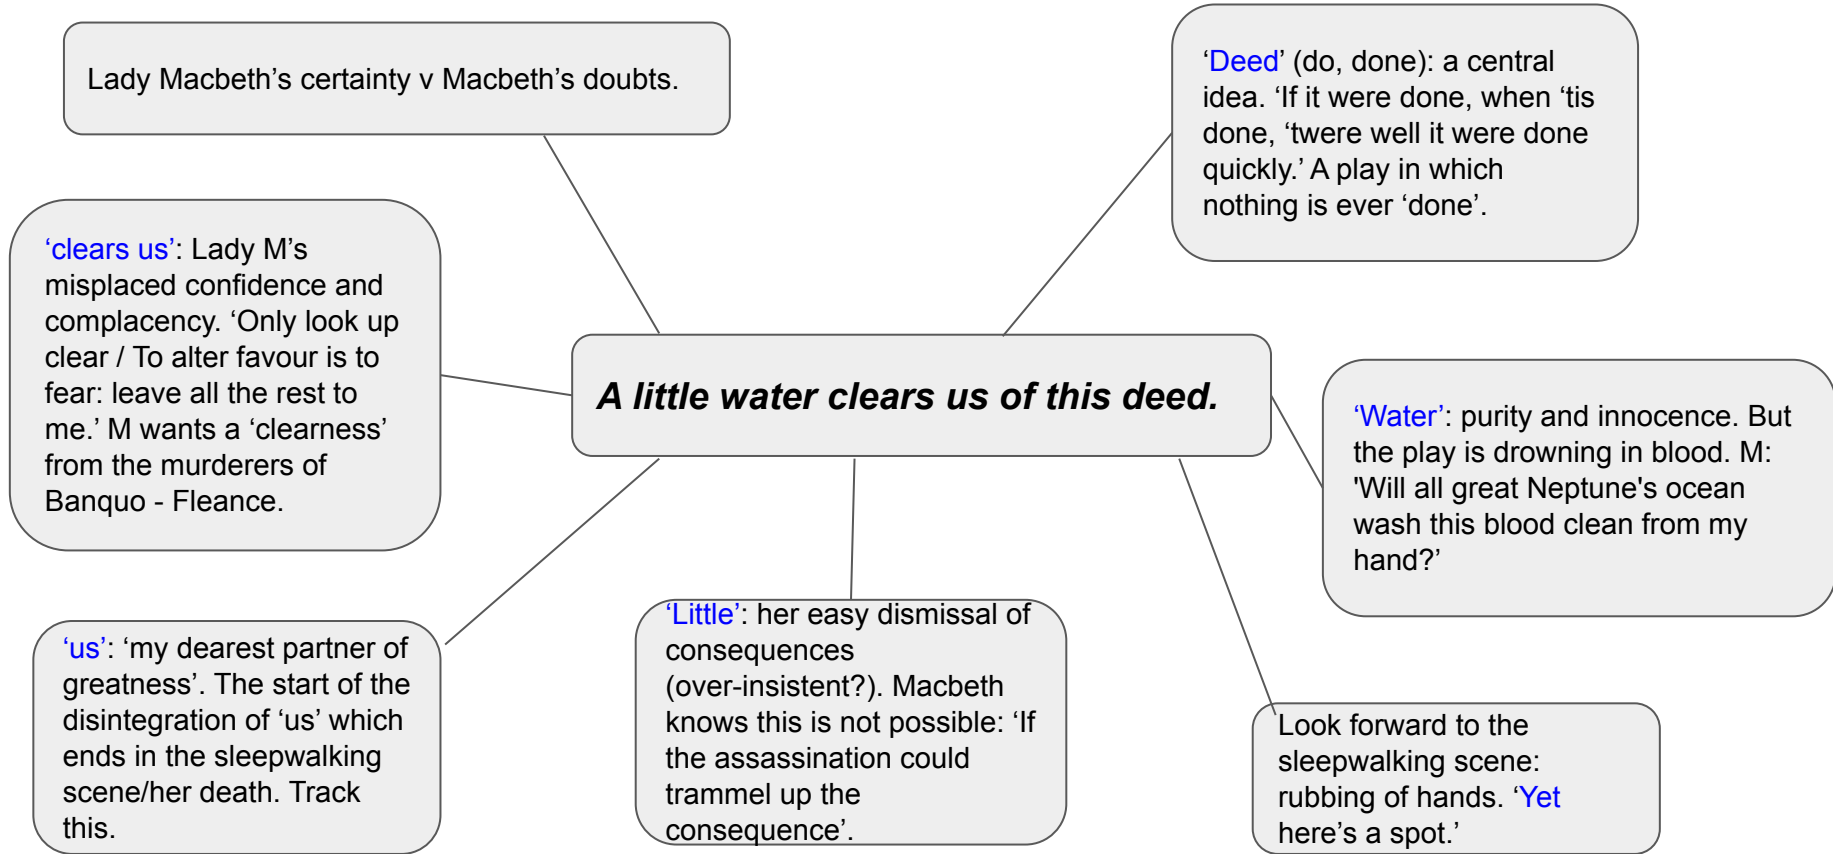 Lady Macbeth’s certainty v Macbeth’s doubts.
‘Deed’ (do, done): a central
idea. ‘If it were done, when ‘tis
done, ‘twere well it were done
quickly.’ A play in which
nothing is ever ‘done’.
‘clears us’: Lady M’s
misplaced confidence and
complacency. ‘Only look up
clear / To alter favour is to
fear: leave all the rest to
me.’ M wants a ‘clearness’
from the murderers of
Banquo - Fleance.
A little water clears us of this deed.
‘Water’: purity and innocence. But
the play is drowning in blood. M:
'Will all great Neptune's ocean
wash this blood clean from my
hand?’
‘us’: ‘my dearest partner of
greatness’. The start of the
disintegration of ‘us’ which
ends in the sleepwalking
scene/her death. Track
this.
‘Little’: her easy dismissal of
consequences
(over-insistent?). Macbeth
knows this is not possible: ‘If
the assassination could
trammel up the
consequence’.
Look forward to the
sleepwalking scene:
rubbing of hands. ‘Yet
here’s a spot.’